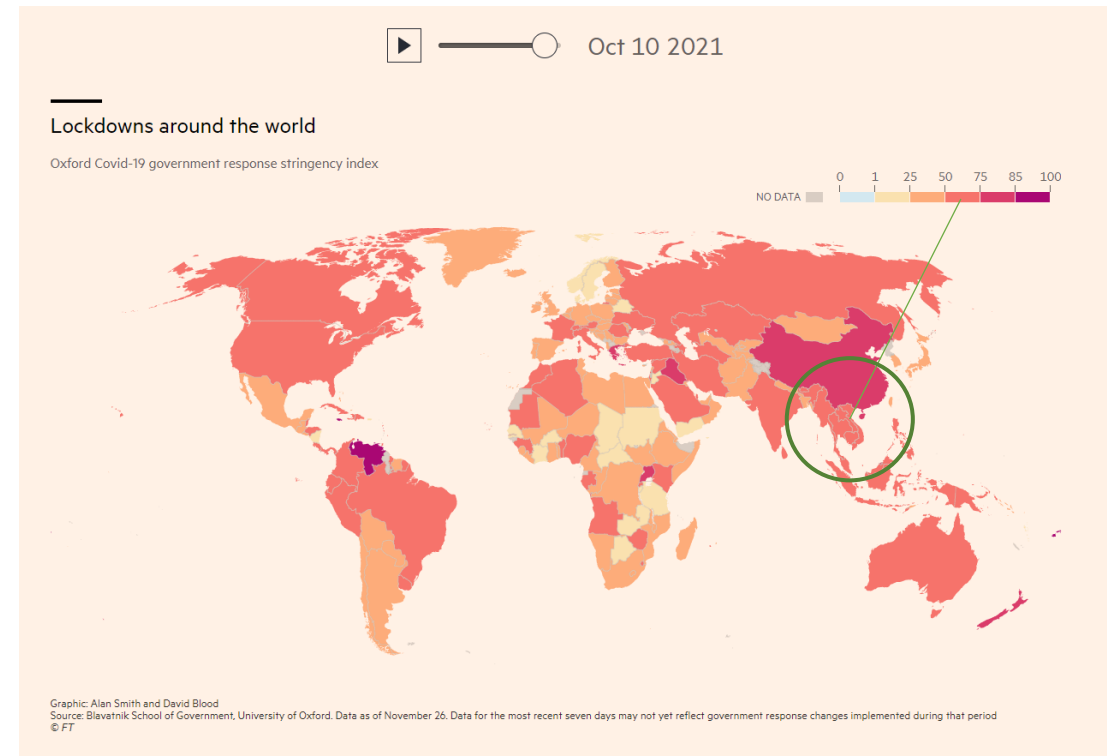 Oct 10 2021
Lockdowns around the world
Oxford Covid-19 government response stringency index
0 1 25 50 75 85 100
NO DATA
Graphic: Alan Smith and David Blood
Source: Blavatnik School of Government, University of Oxford. Data as of November 26. Data for the most recent seven days may not yet reflect government response changes implemented during that period
© FT